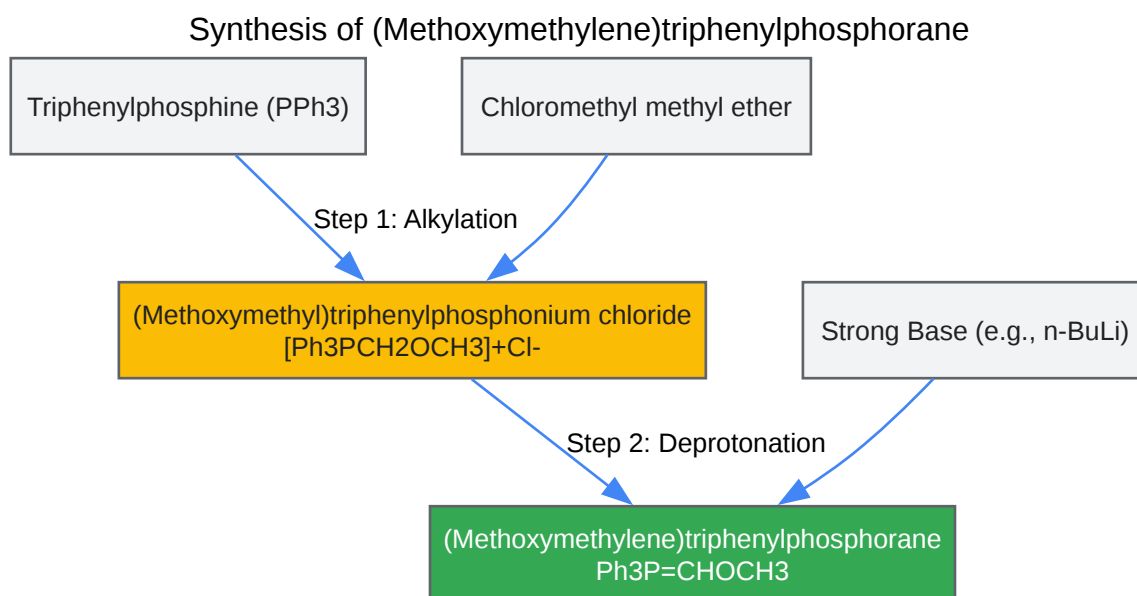 Synthesis of (Methoxymethylene)triphenylphosphorane
Triphenylphosphine (PPh3)
Chloromethyl methyl ether
Step 1: Alkylation
(Methoxymethyl)triphenylphosphonium chloride
[Ph3PCH2OCH3]+Cl-
Strong Base (e.g., n-BuLi)
Step 2: Deprotonation
(Methoxymethylene)triphenylphosphorane
Ph3P=CHOCH3